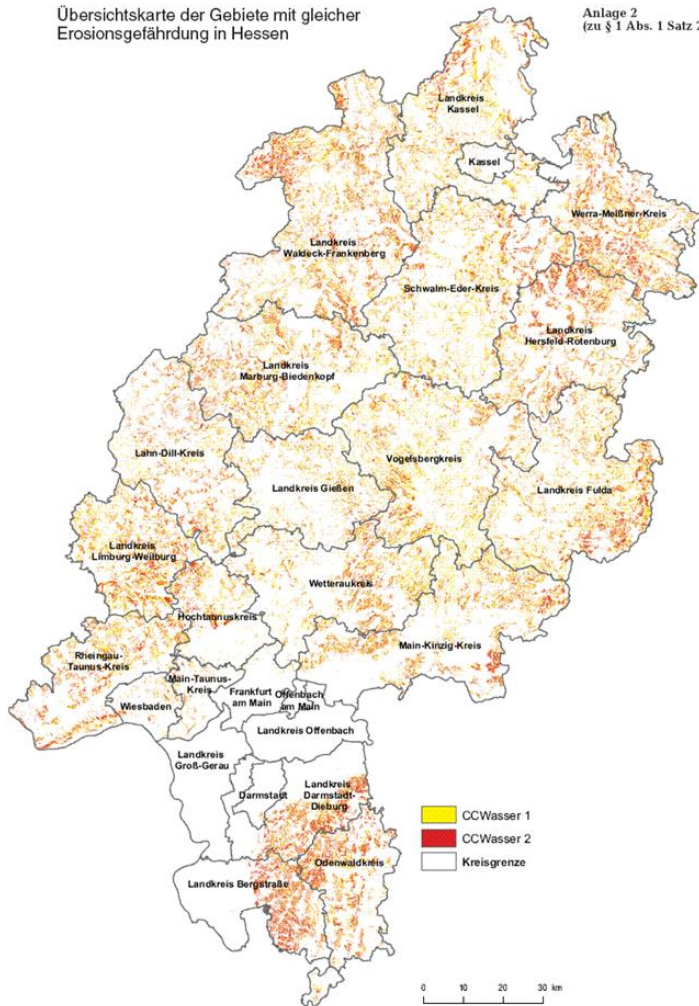 Übersichtskarte der Gebiete mit gleicher
Erosionsgefährdung in Hessen
Anlage 2
(zu § 1 Abs. 1 Satz 2
Landkreis
Kassel
Kassel
Werra-Meißner-Kreis
Landkreis
Waldeck-Frankenberg
Schwalm-Eder-Kreis
Landkreis
Hersfeld-Rotenburg
Landkreis
Marburg-Biedenkopf
Lahn-Dill-Kreis
Vogelsbergkreis
Landkreis Gießen
Landkreis Fulda
Landkreis
Limburg-Weilburg
Wetteraukreis
Hochtaunuskreis
Main-Kinzig-Kreis
Rheingau-
Taunus-Kreis
Main-Taunus-
Kreis
Wiesbaden
Frankfurt
am Main
Offenbach
am Main
Landkreis Offenbach
Landkreis
Groß-Gerau
Darmstadt
Landkreis
Darmstadt-
Dieburg
Odenwaldkreis
Landkreis Bergstraße
CCWasser 1
CCWasser 2
Kreisgrenze
0 10 20 30 km